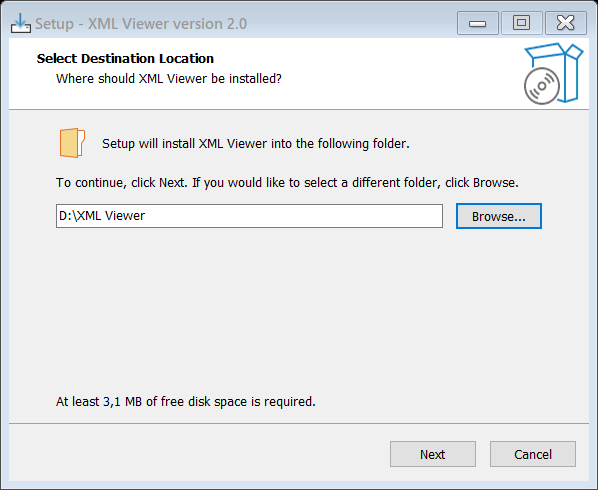 Setup - XML Viewer version 2.0
Select Destination Location
Where should XML Viewer be installed?
Setup will install XML Viewer into the following folder.
To continue, click Next. If you would like to select a different folder, click Browse.
D:\XML Viewer
Browse...
At least 3,1 MB of free disk space is required.
Next
Cancel